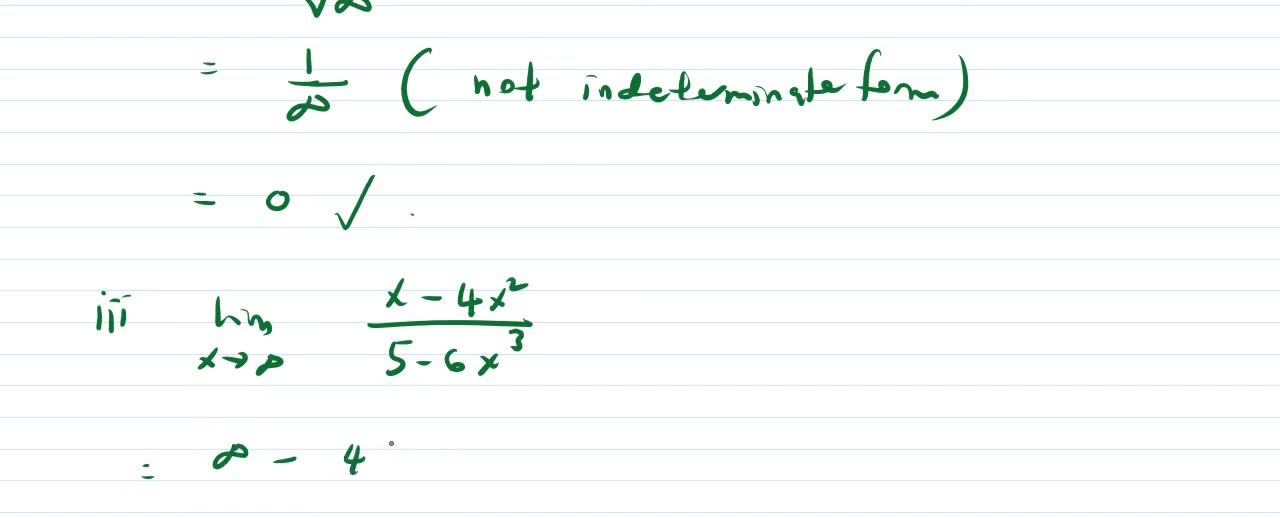 √∞
= 1/∞ ( not indeterminate form )
= 0 ✓ .
iii lim x→∞ (x - 4x²)/(5 - 6x³)
= ∞ - 4